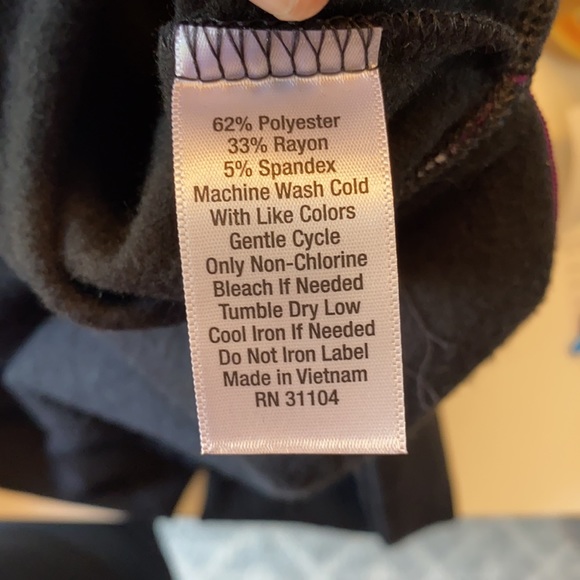 62% Polyester
33% Rayon
5% Spandex
Machine Wash Cold
With Like Colors
Gentle Cycle
Only Non-Chlorine
Bleach If Needed
Tumble Dry Low
Cool Iron If Needed
Do Not Iron Label
Made in Vietnam
RN 31104